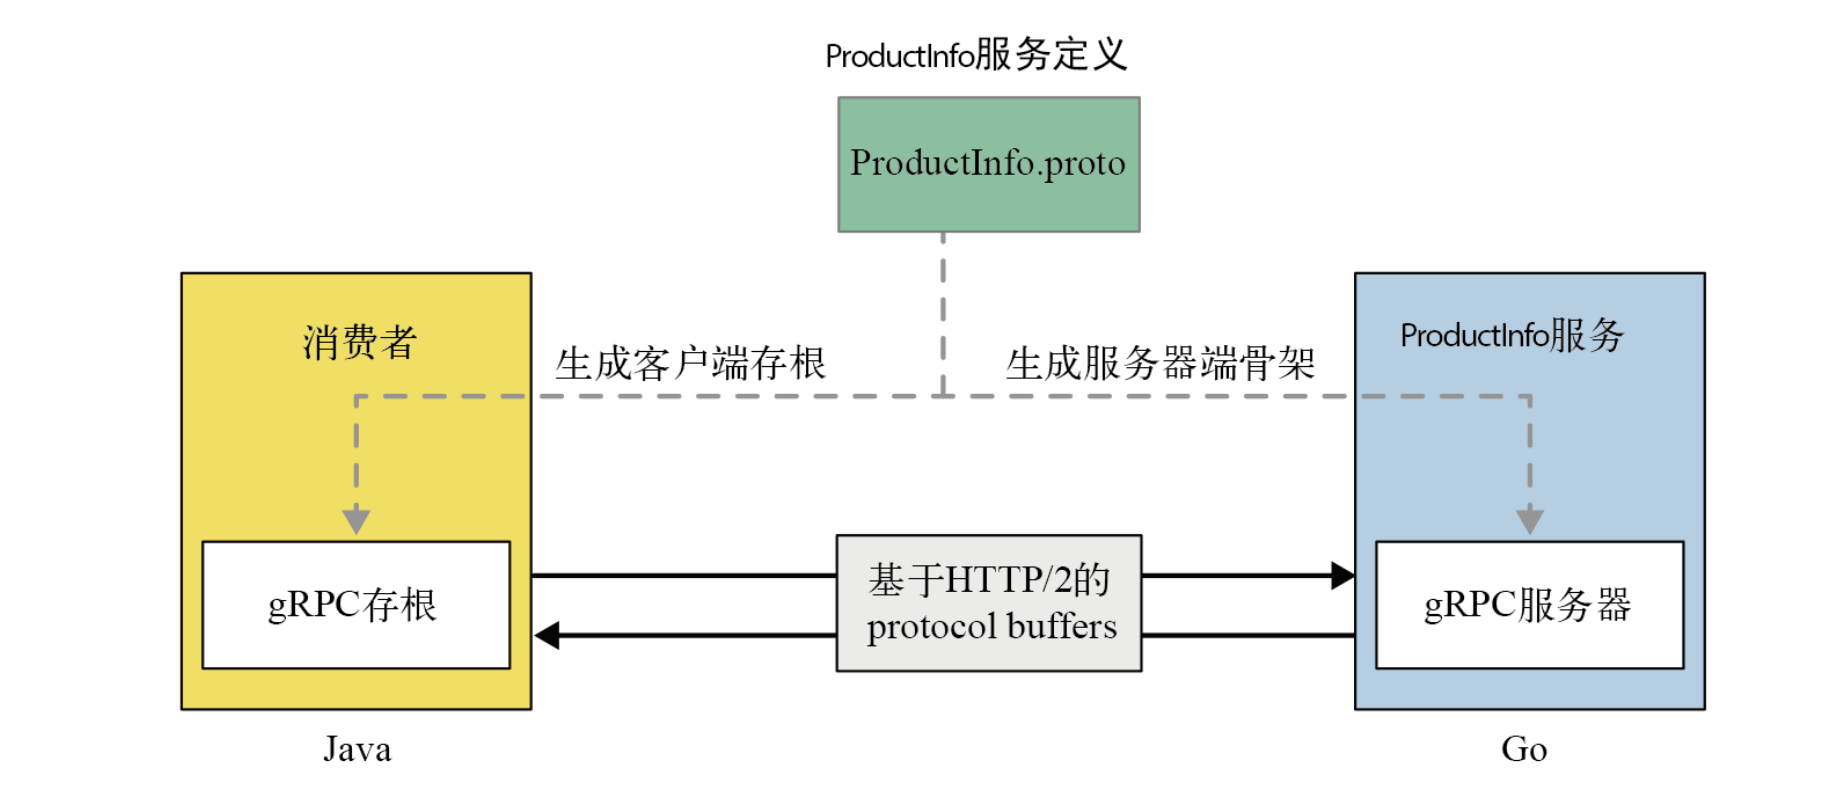 ProductInfo服务定义
ProductInfo.proto
消费者
ProductInfo服务
生成客户端存根
生成服务器端骨架
gRPC存根
基于HTTP/2的
protocol buffers
gRPC服务器
Java
Go